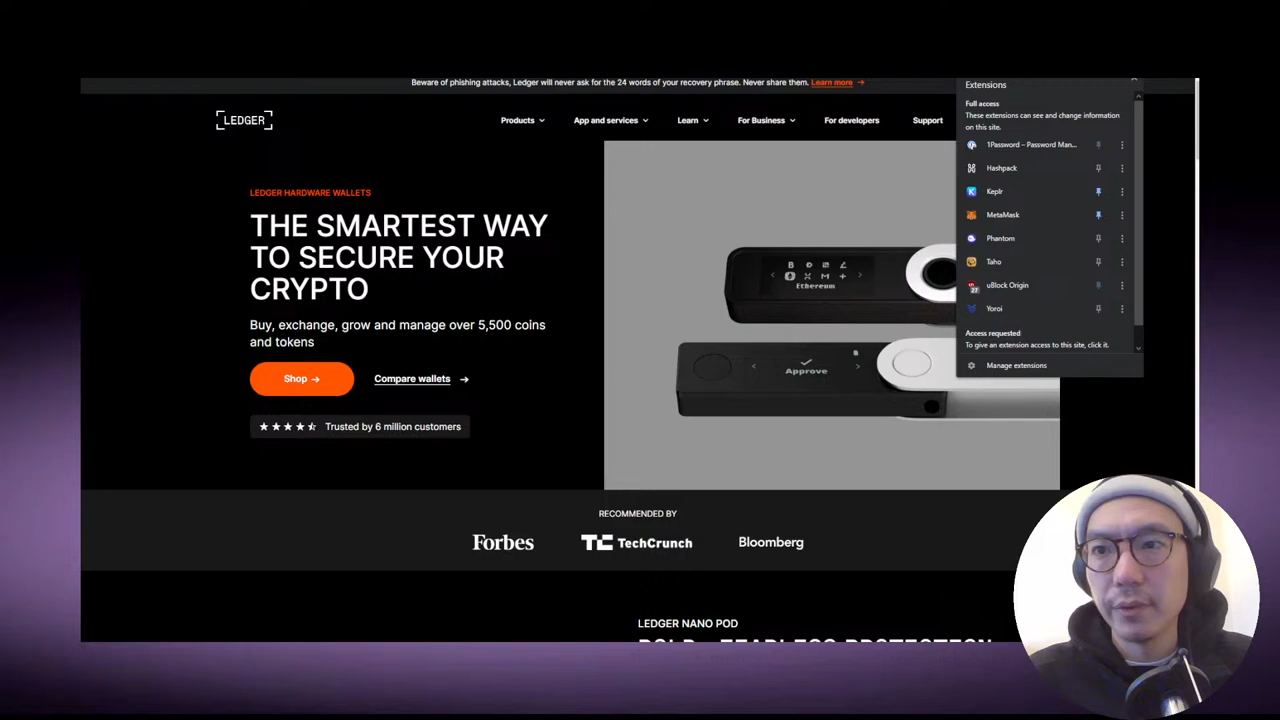 Beware of phishing attacks, Ledger will never ask for the 24 words of your recovery phrase. Never share them. Learn more →
[LEDGER]
Products
App and services
Learn
For Business
For developers
Support
LEDGER HARDWARE WALLETS
THE SMARTEST WAY
TO SECURE YOUR
CRYPTO
Buy, exchange, grow and manage over 5,500 coins
and tokens
Shop →
Compare wallets →
Trusted by 6 million customers
Ethereum
Approve
Extensions
Full access
These extensions can see and change information
on this site.
1Password – Password Man...
Hashpack
Keplr
MetaMask
Phantom
Taho
27
uBlock Origin
Yoroi
Access requested
To give an extension access to this site, click it.
Manage extensions
RECOMMENDED BY
Forbes
TechCrunch
Bloomberg
LEDGER NANO POD